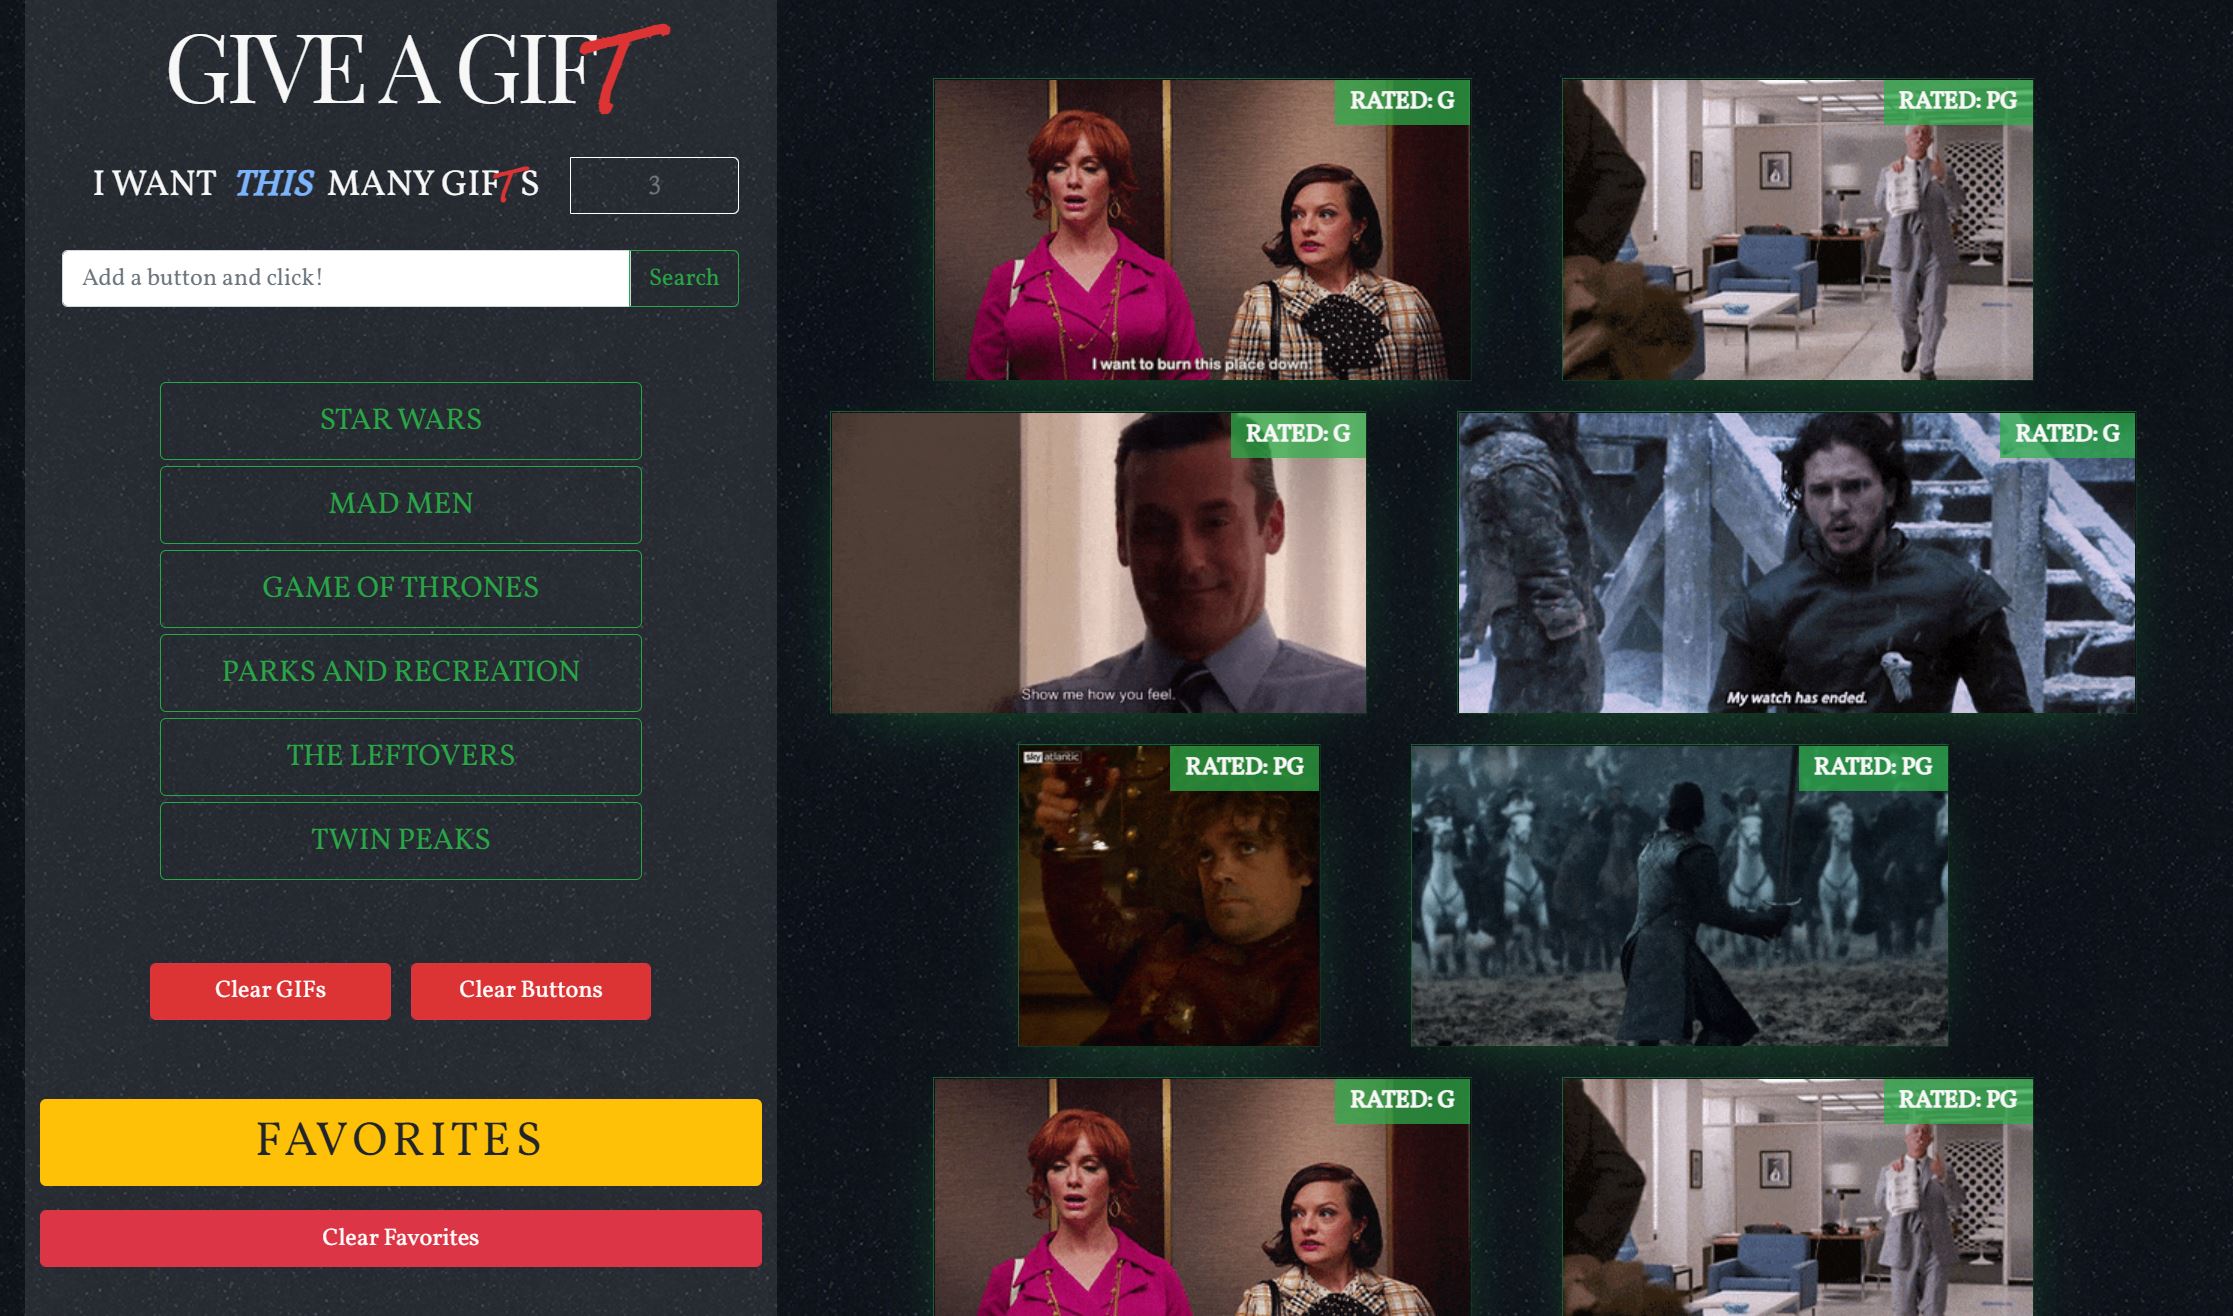 GIVE A GIFT
I WANT THIS MANY GIFTS 3
Add a button and click! Search
STAR WARS
MAD MEN
GAME OF THRONES
PARKS AND RECREATION
THE LEFTOVERS
TWIN PEAKS
Clear GIFs Clear Buttons
FAVORITES
Clear Favorites
RATED: G
I want to burn this place down.
RATED: PG
RATED: G
Show me how you feel.
RATED: G
My watch has ended.
sky atlantic
RATED: PG
RATED: PG
RATED: G
RATED: PG